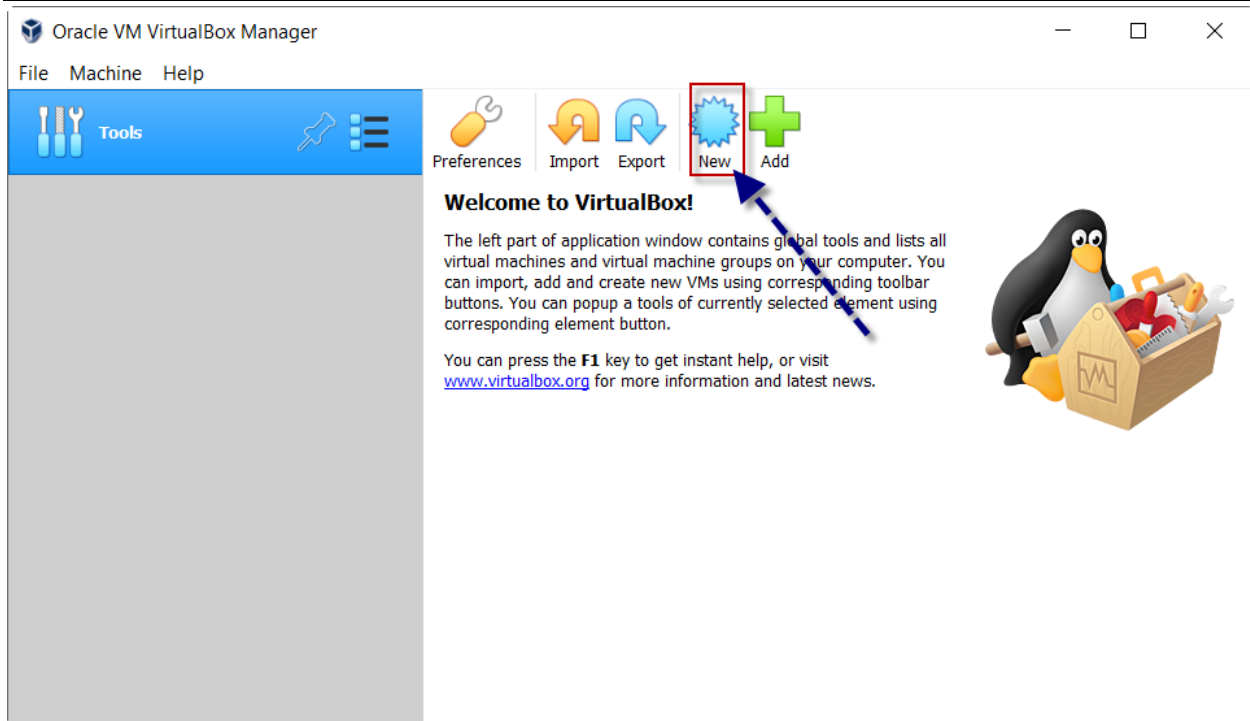 Oracle VM VirtualBox Manager
File Machine Help
Tools
Preferences Import Export New Add
Welcome to VirtualBox!
The left part of application window contains global tools and lists all
virtual machines and virtual machine groups on your computer. You
can import, add and create new VMs using corresponding toolbar
buttons. You can popup a tools of currently selected element using
corresponding element button.
You can press the F1 key to get instant help, or visit
www.virtualbox.org for more information and latest news.